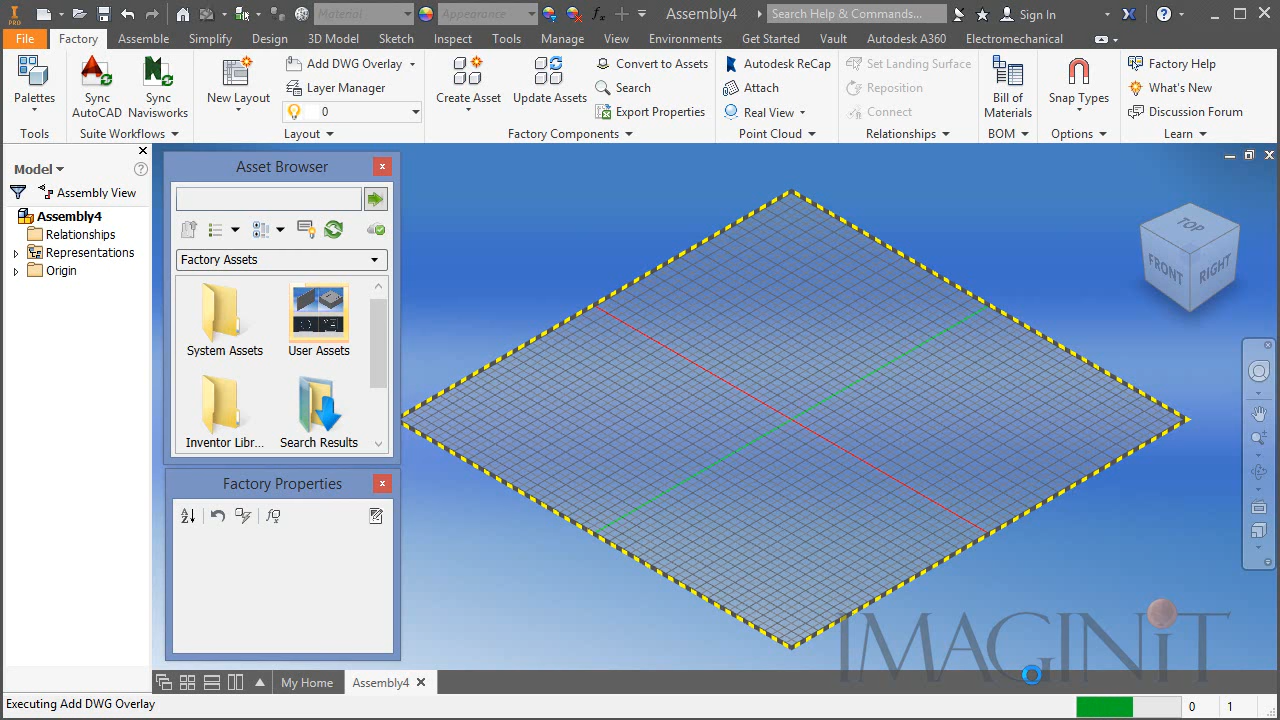 PRO
Material
Appearance
Assembly4
Search Help & Commands...
Sign In
File
Factory
Assemble
Simplify
Design
3D Model
Sketch
Inspect
Tools
Manage
View
Environments
Get Started
Vault
Autodesk A360
Electromechanical
Palettes
Sync AutoCAD
Sync Navisworks
New Layout
Add DWG Overlay
Layer Manager
0
Create Asset
Update Assets
Convert to Assets
Search
Export Properties
Autodesk ReCap
Attach
Real View
Set Landing Surface
Reposition
Connect
Bill of Materials
Snap Types
Factory Help
What's New
Discussion Forum
Tools
Suite Workflows
Layout
Factory Components
Point Cloud
Relationships
BOM
Options
Learn
Model
Assembly View
Assembly4
Relationships
Representations
Origin
Asset Browser
Factory Assets
System Assets
User Assets
Inventor Libr...
Search Results
Factory Properties
TOP
FRONT
RIGHT
IMAGINiT
My Home
Assembly4
Executing Add DWG Overlay
0
1